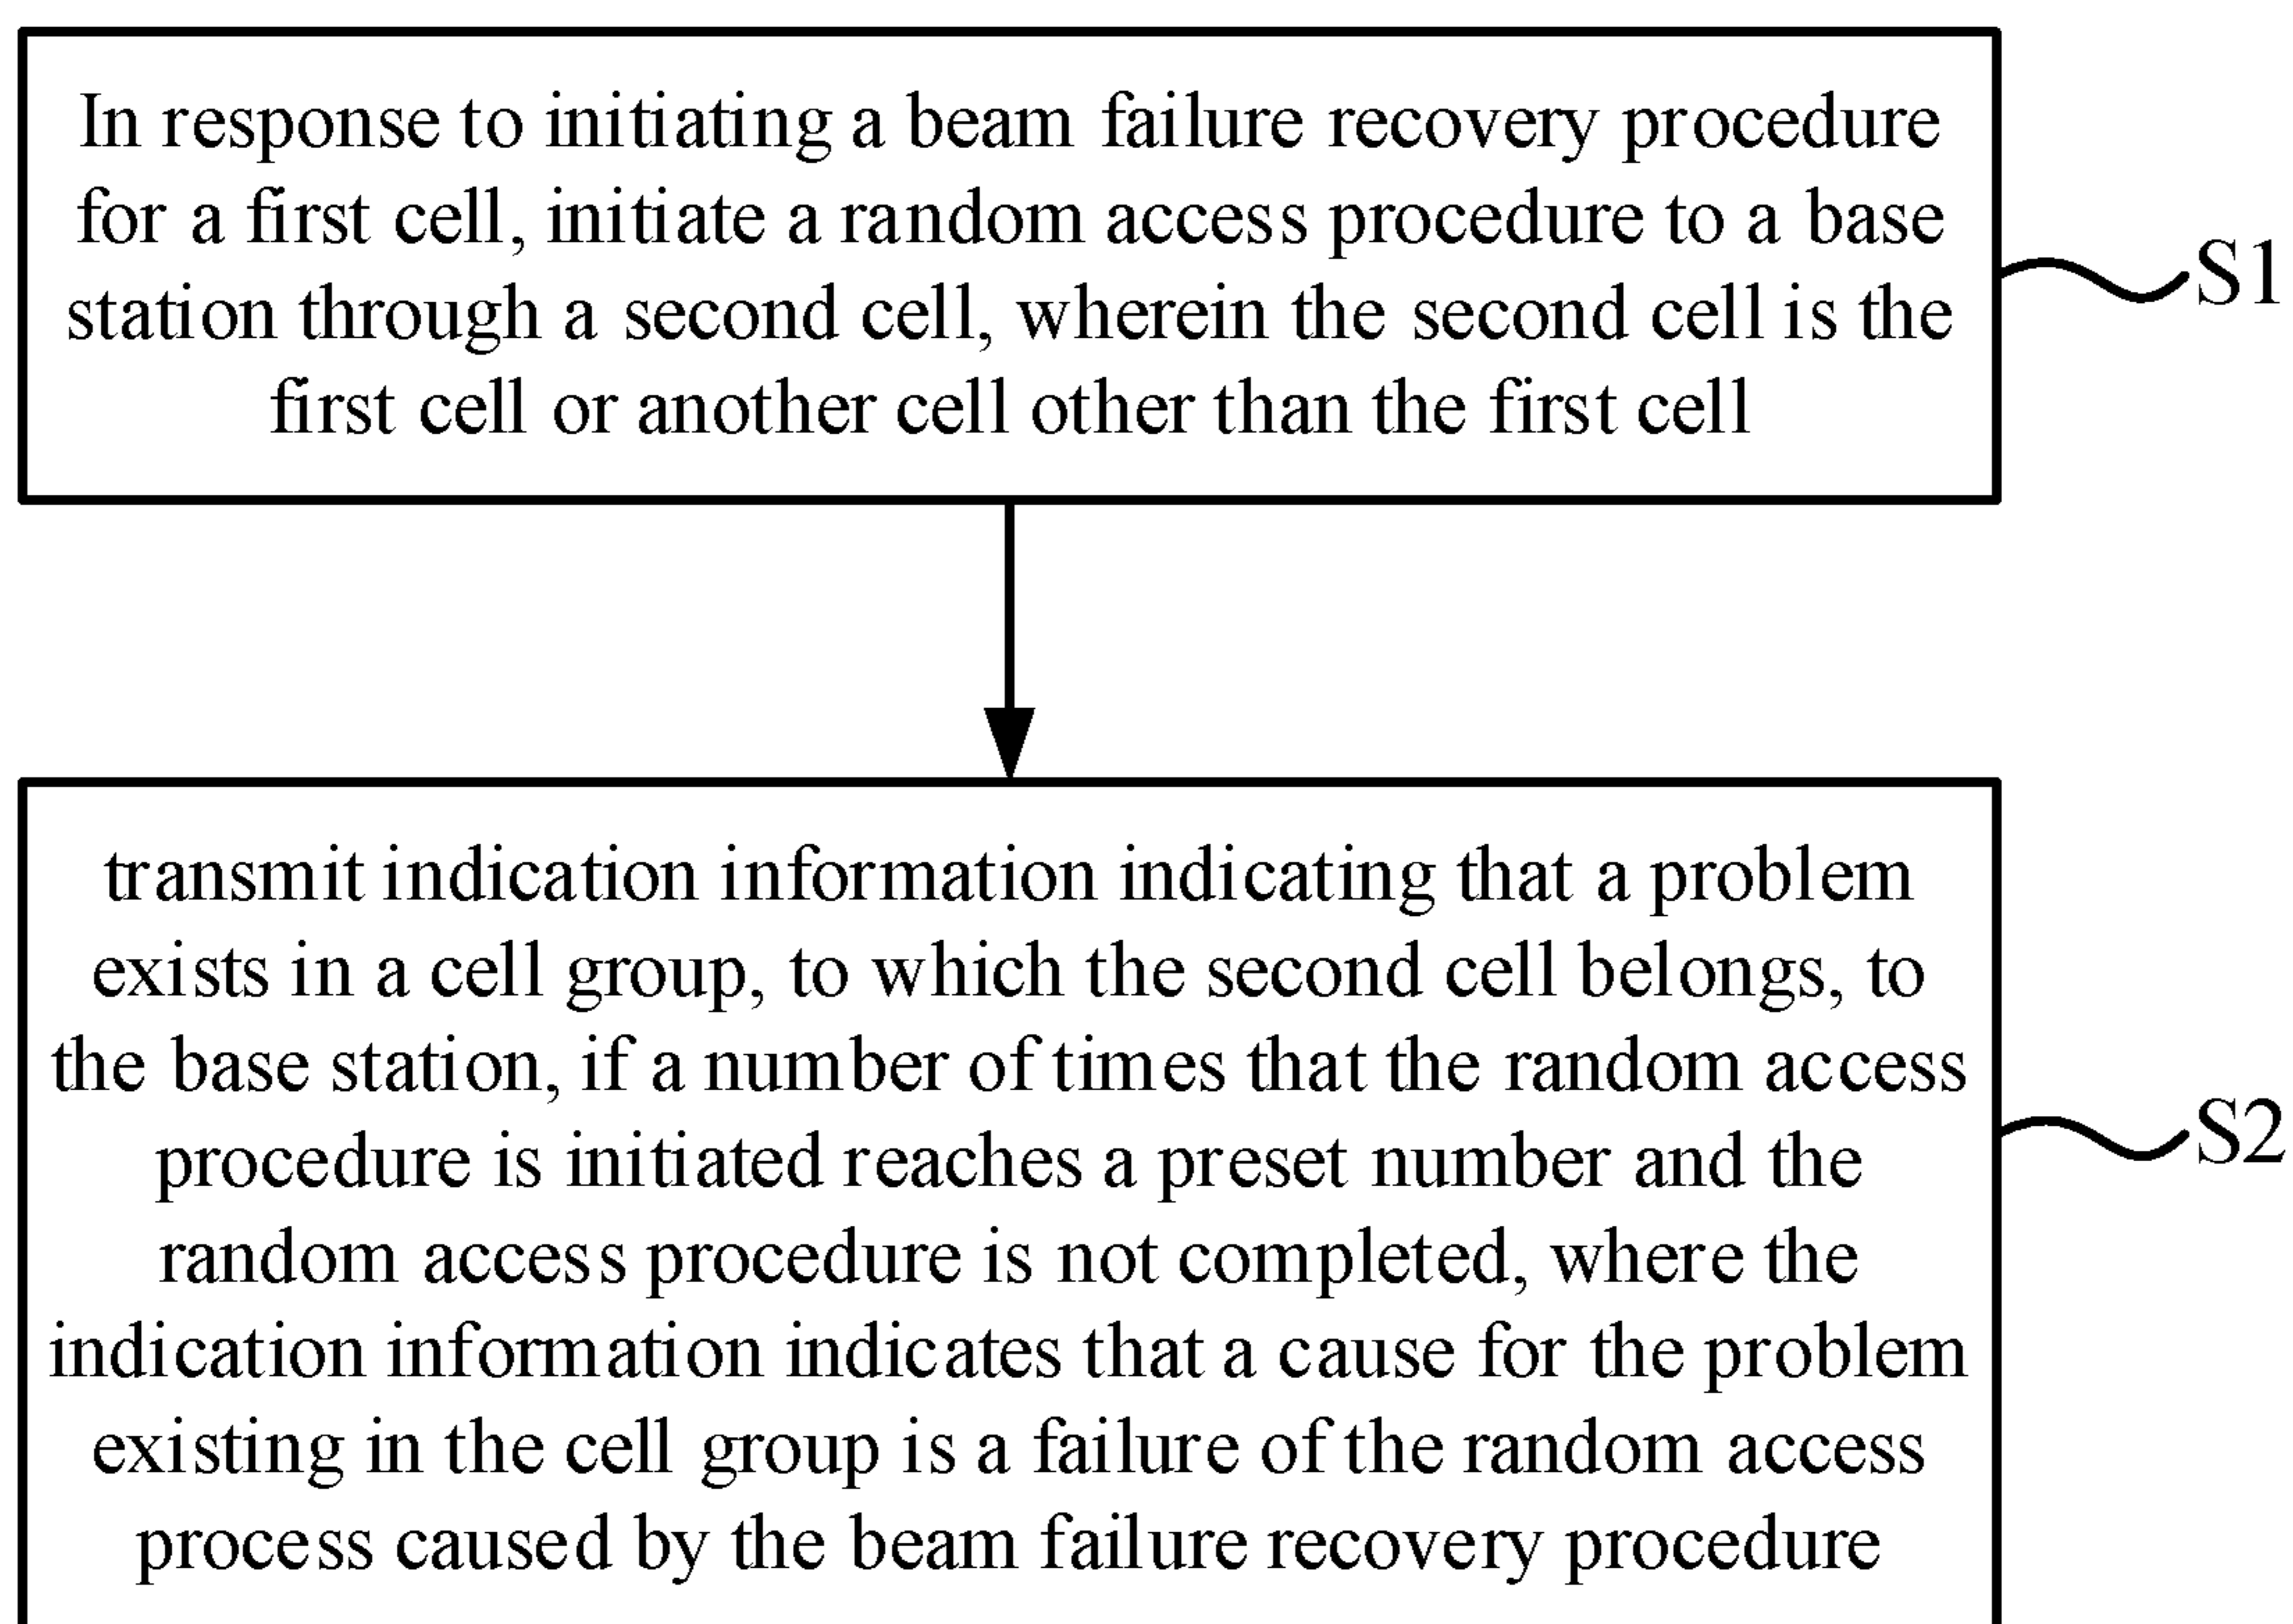 In response to initiating a beam failure recovery procedure
for a first cell, initiate a random access procedure to a base
station through a second cell, wherein the second cell is the
first cell or another cell other than the first cell
S1
transmit indication information indicating that a problem
exists in a cell group, to which the second cell belongs, to
the base station, if a number of times that the random access
procedure is initiated reaches a preset number and the
random access procedure is not completed, where the
indication information indicates that a cause for the problem
existing in the cell group is a failure of the random access
process caused by the beam failure recovery procedure
S2